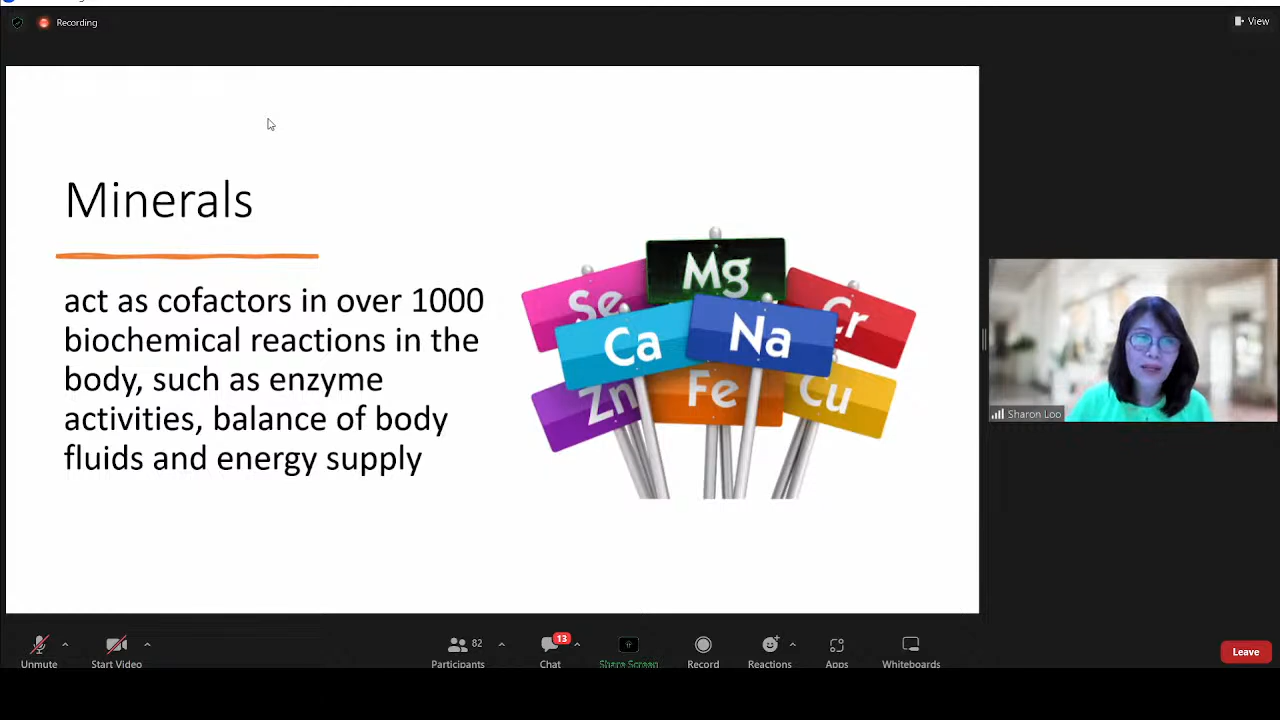 Recording
View
Minerals
act as cofactors in over 1000
biochemical reactions in the
body, such as enzyme
activities, balance of body
fluids and energy supply
Mg
Se
Cr
Ca
Na
Zn
Fe
Cu
Sharon Loo
82
13
Unmute
Start Video
Participants
Chat
Share Screen
Record
Reactions
Apps
Whiteboards
Leave